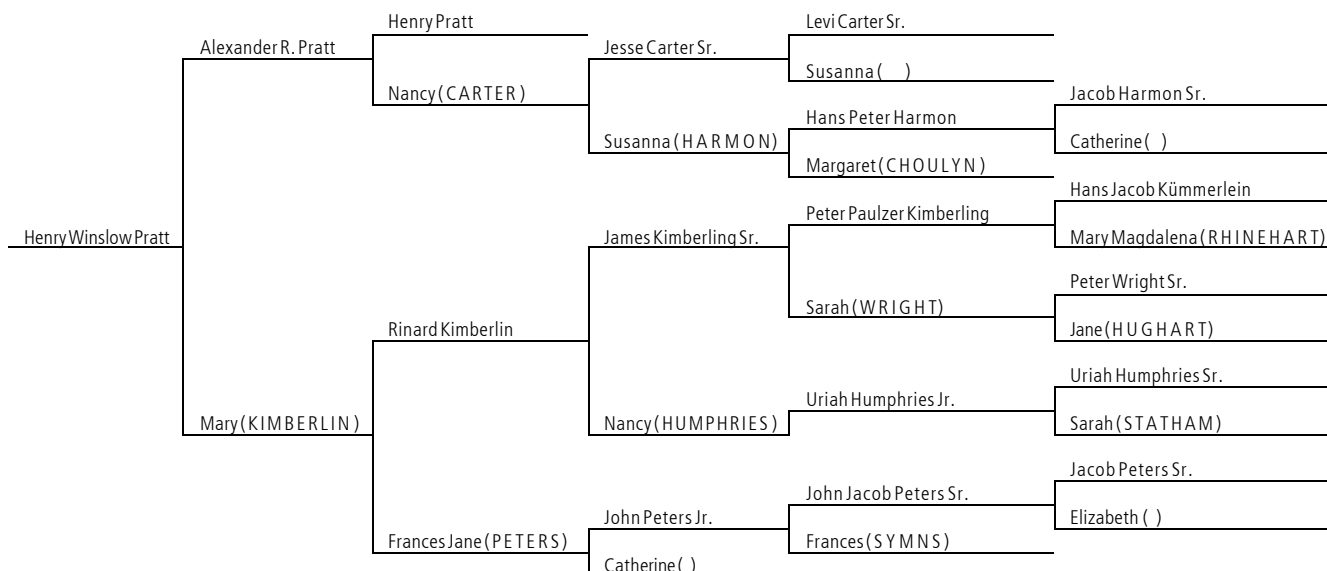 Henry Pratt
Levi Carter Sr.
Alexander R. Pratt
Jesse Carter Sr.
Susanna ( )
Nancy (CARTER)
Jacob Harmon Sr.
Hans Peter Harmon
Susanna (HARMON)
Catherine ( )
Margaret (CHOULYN)
Hans Jacob Kümmerlein
Peter Paulzer Kimberling
Henry Winslow Pratt
James Kimberling Sr.
Mary Magdalena (RHINEHART)
Peter Wright Sr.
Sarah (WRIGHT)
Rinard Kimberlin
Jane (HUGHART)
Uriah Humphries Sr.
Uriah Humphries Jr.
Mary (KIMBERLIN)
Nancy (HUMPHRIES)
Sarah (STATHAM)
Jacob Peters Sr.
John Jacob Peters Sr.
John Peters Jr.
Elizabeth ( )
Frances Jane (PETERS)
Frances (SYMNS)
Catherine ( )